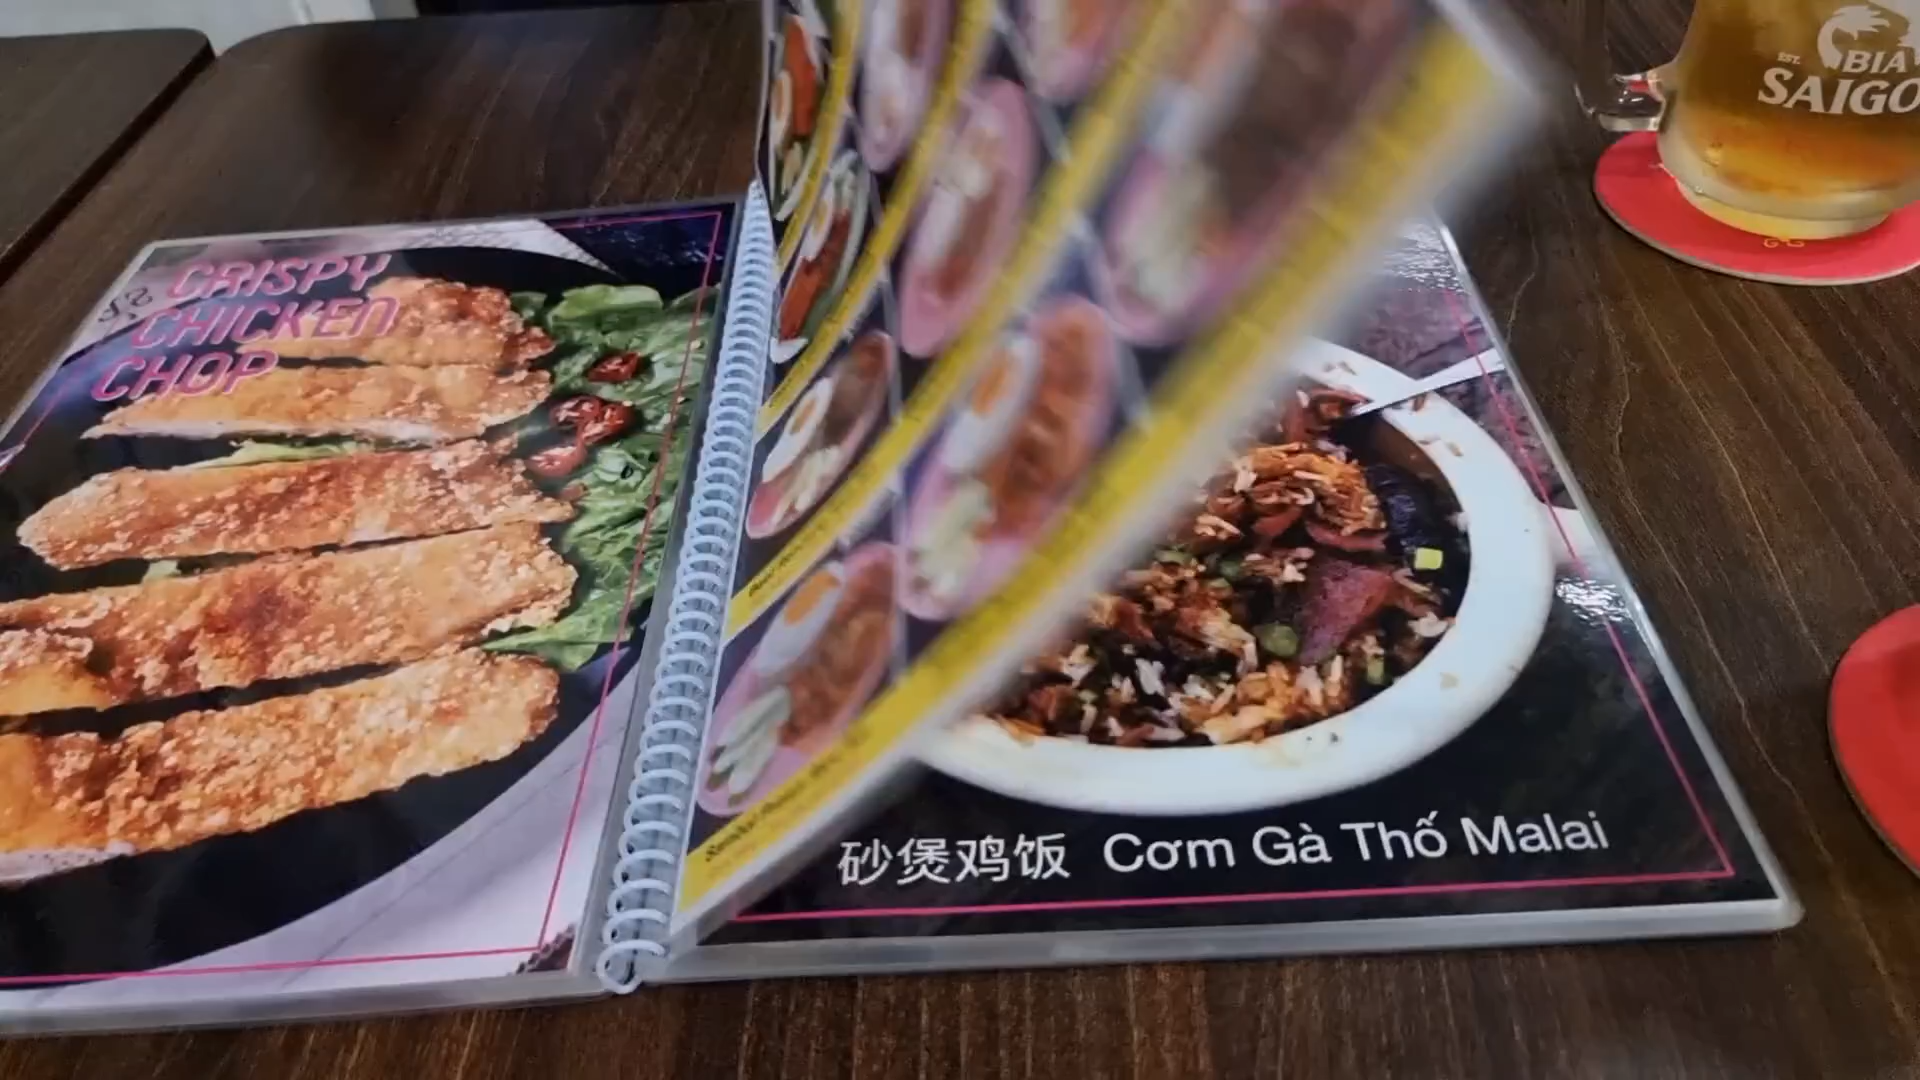 CRISPY
CHICKEN
CHOP
砂煲鸡饭 Cơm Gà Thố Malai
EST. BIA
SAIGO